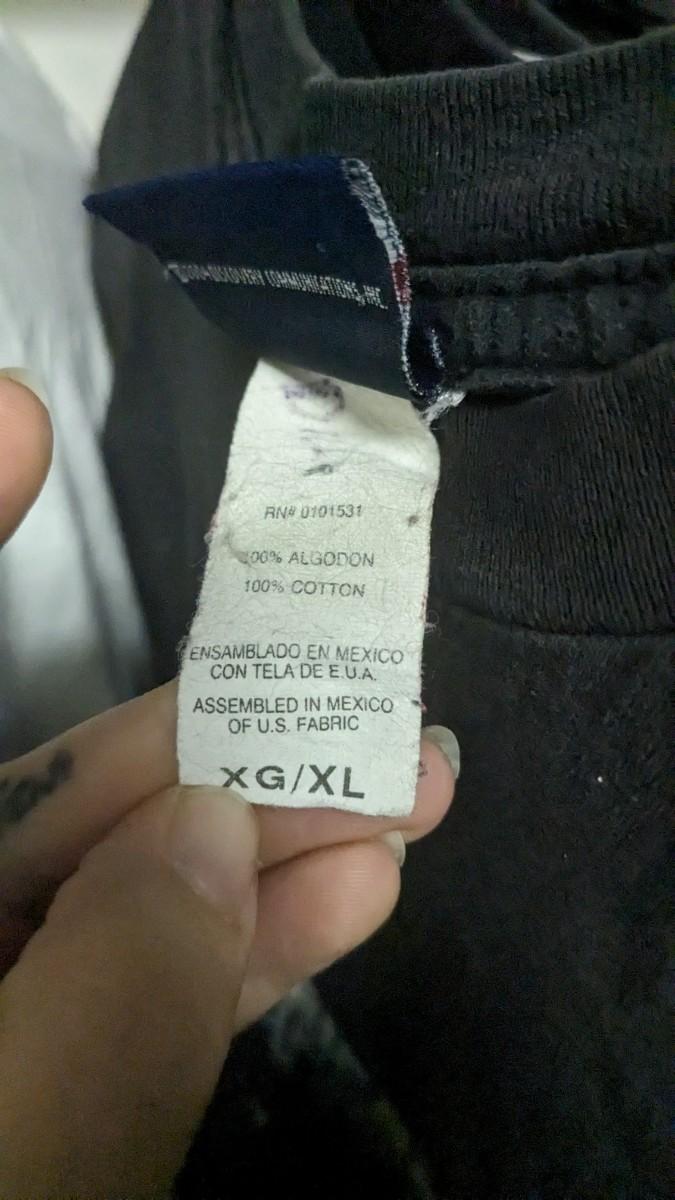 DISCOVERY COMMUNICATIONS, INC.
RN# 0101531
100% ALGODON
100% COTTON
ENSAMBLADO EN MEXICO
CON TELA DE E.U.A.
ASSEMBLED IN MEXICO
OF U.S. FABRIC
XG/XL